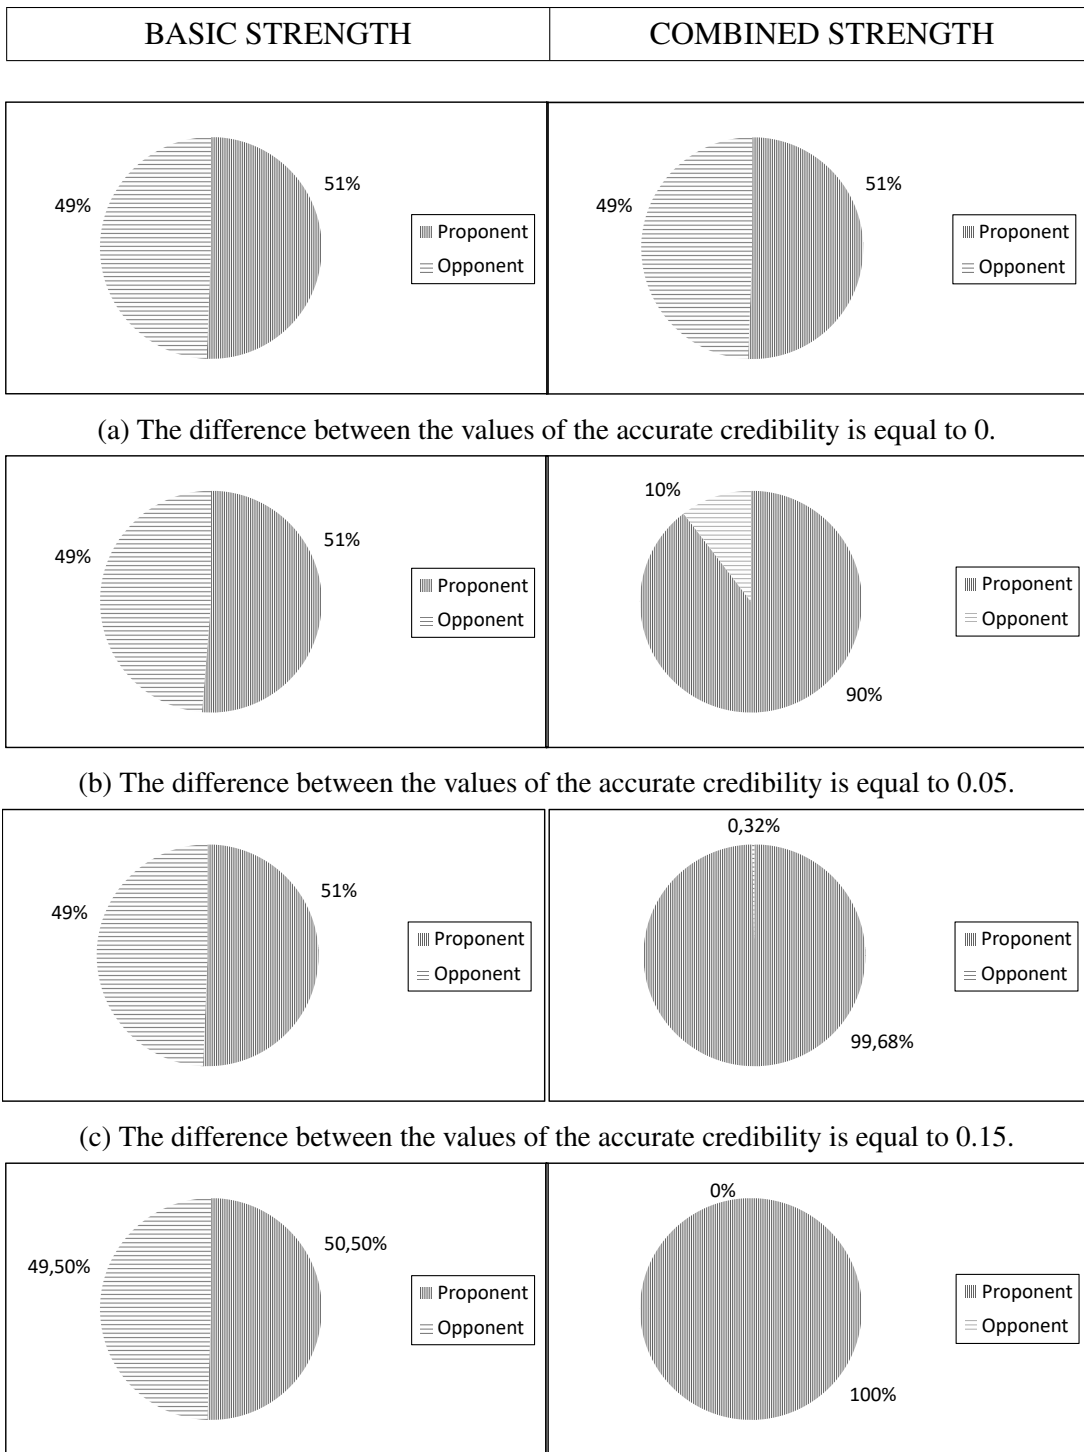 BASIC STRENGTH COMBINED STRENGTH
51%
49%
Proponent
Opponent
51%
49%
Proponent
Opponent
(a) The difference between the values of the accurate credibility is equal to 0.
51%
49%
Proponent
Opponent
10%
Proponent
Opponent
90%
(b) The difference between the values of the accurate credibility is equal to 0.05.
51%
49%
Proponent
Opponent
0,32%
Proponent
Opponent
99,68%
(c) The difference between the values of the accurate credibility is equal to 0.15.
50,50%
49,50%
Proponent
Opponent
0%
Proponent
Opponent
100%